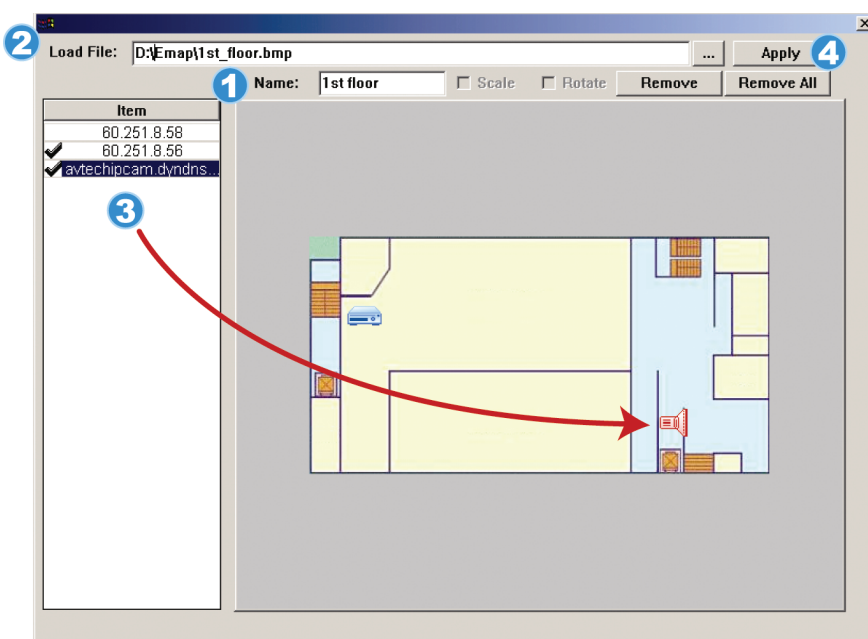 2
Load File: D:\Emap\1st_floor.bmp ... Apply 4
1 Name: 1st floor Scale Rotate Remove Remove All
Item
60.251.8.58
60.251.8.56
avtechipcam.dyndns...
3